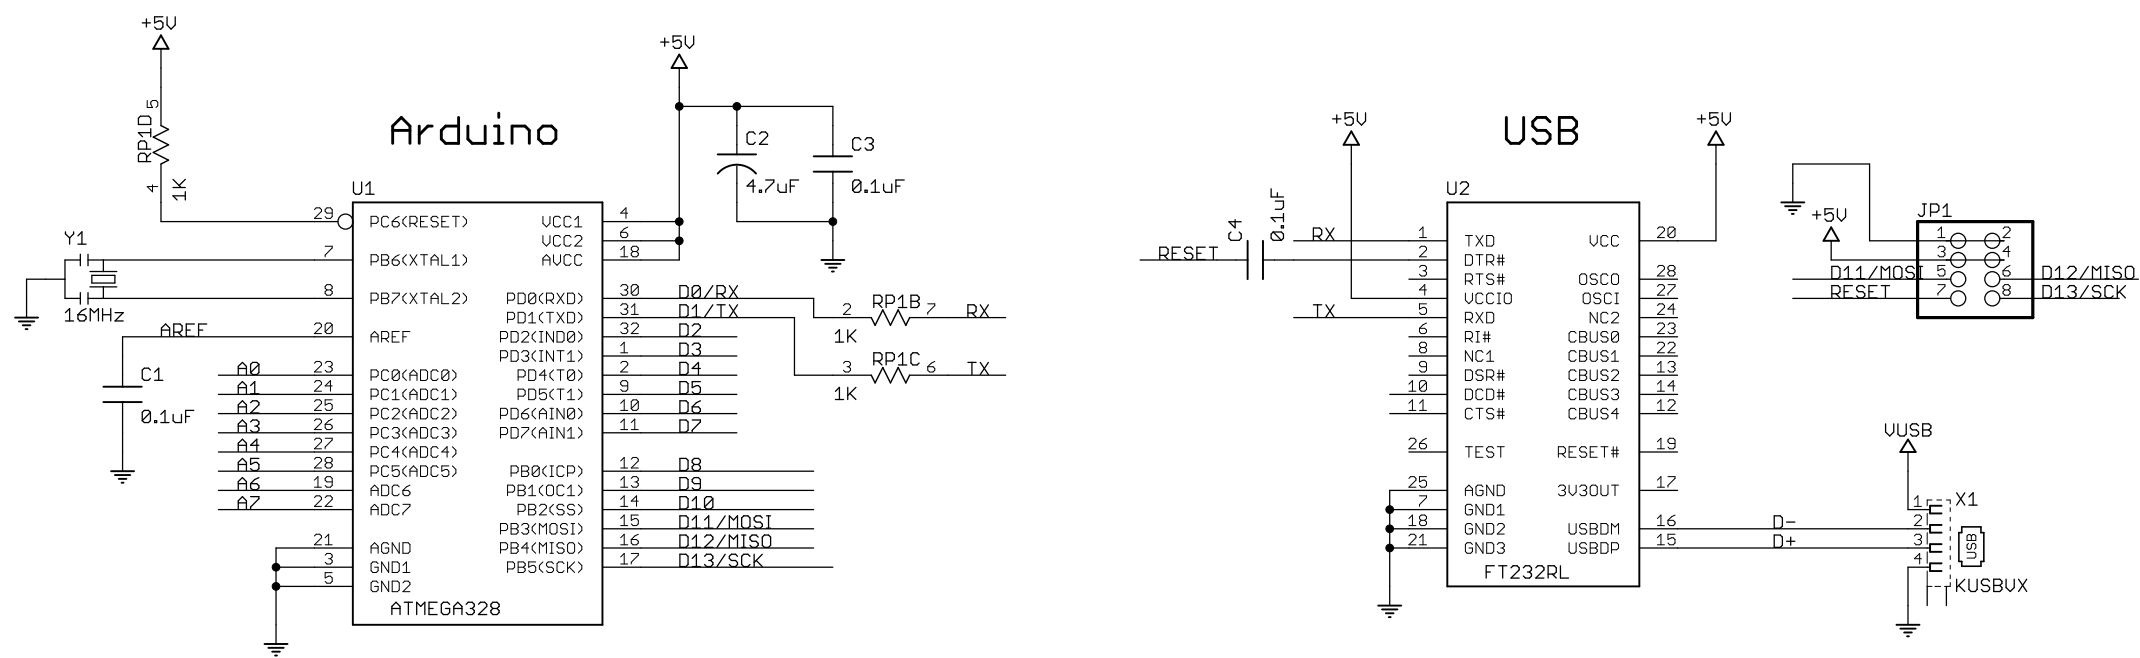 +5V
5
RP1D
4
1K
Arduino
+5V
C2
4.7uF
C3
0.1uF
U1
29 PC6(RESET) VCC1 4
VCC2 6
Y1
7 PB6(XTAL1) AVCC 18
8 PB7(XTAL2) PD0(RXD) 30 D0/RX
2 RP1B 7 RX
1K
16MHz
PD1(TXD) 31 D1/TX
AREF 20 AREF PD2(IND0) 32 D2
PD3(INT1) 1 D3
3 RP1C 6 TX
1K
C1
0.1uF
A0 23 PC0(ADC0) PD4(T0) 2 D4
A1 24 PC1(ADC1) PD5(T1) 9 D5
A2 25 PC2(ADC2) PD6(AIN0) 10 D6
A3 26 PC3(ADC3) PD7(AIN1) 11 D7
A4 27 PC4(ADC4)
A5 28 PC5(ADC5) PB0(ICP) 12 D8
A6 19 ADC6 PB1(OC1) 13 D9
A7 22 ADC7 PB2(SS) 14 D10
PB3(MOSI) 15 D11/MOSI
21 AGND PB4(MISO) 16 D12/MISO
3 GND1 PB5(SCK) 17 D13/SCK
5 GND2
ATMEGA328
+5V
USB
+5V
U2
C4
0.1uF
RX 1 TXD VCC 20
RESET 2 DTR#
3 RTS# OSCO 28
4 VCCIO OSCI 27
TX 5 RXD NC2 24
6 RI# CBUS0 23
8 NC1 CBUS1 22
9 DSR# CBUS2 13
10 DCD# CBUS3 14
11 CTS# CBUS4 12
26 TEST RESET# 19
25 AGND 3V3OUT 17
7 GND1
18 GND2 USBDM 16 D-
21 GND3 USBDP 15 D+
FT232RL
JP1
+5V
1 2
3 4
D11/MOSI 5 6 D12/MISO
RESET 7 8 D13/SCK
VUSB
X1
1
2
3
4
USB
KUSBVX